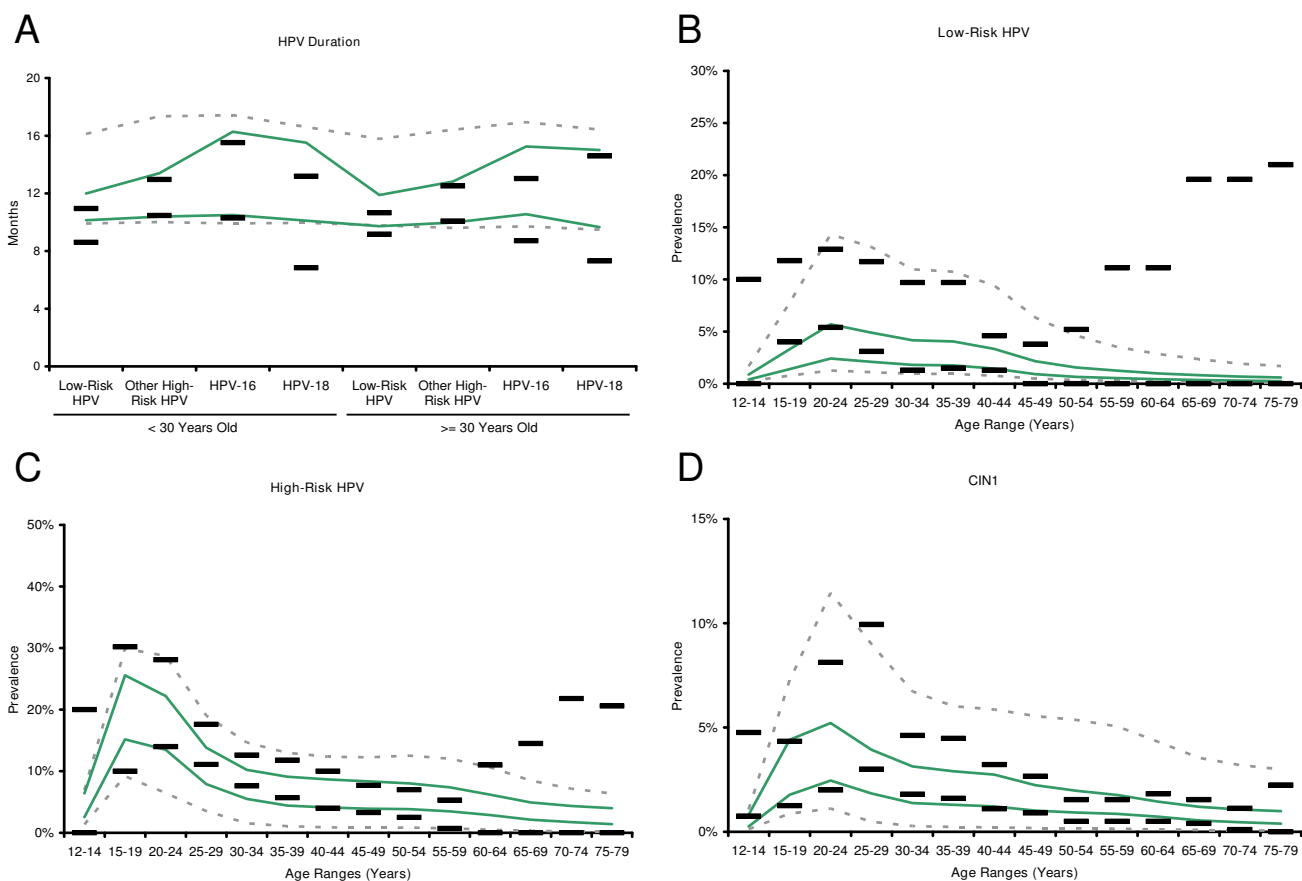 A
HPV Duration
20
16
12
8
4
0
Months
Low-Risk HPV
Other High-Risk HPV
HPV-16
HPV-18
Low-Risk HPV
Other High-Risk HPV
HPV-16
HPV-18
< 30 Years Old
>= 30 Years Old
B
Low-Risk HPV
30%
25%
20%
15%
10%
5%
0%
Prevalence
12-14 15-19 20-24 25-29 30-34 35-39 40-44 45-49 50-54 55-59 60-64 65-69 70-74 75-79
Age Range (Years)
C
High-Risk HPV
50%
40%
30%
20%
10%
0%
Prevalence
12-14 15-19 20-24 25-29 30-34 35-39 40-44 45-49 50-54 55-59 60-64 65-69 70-74 75-79
Age Ranges (Years)
D
CIN1
15%
10%
5%
0%
Prevalence
12-14 15-19 20-24 25-29 30-34 35-39 40-44 45-49 50-54 55-59 60-64 65-69 70-74 75-79
Age Range (Years)